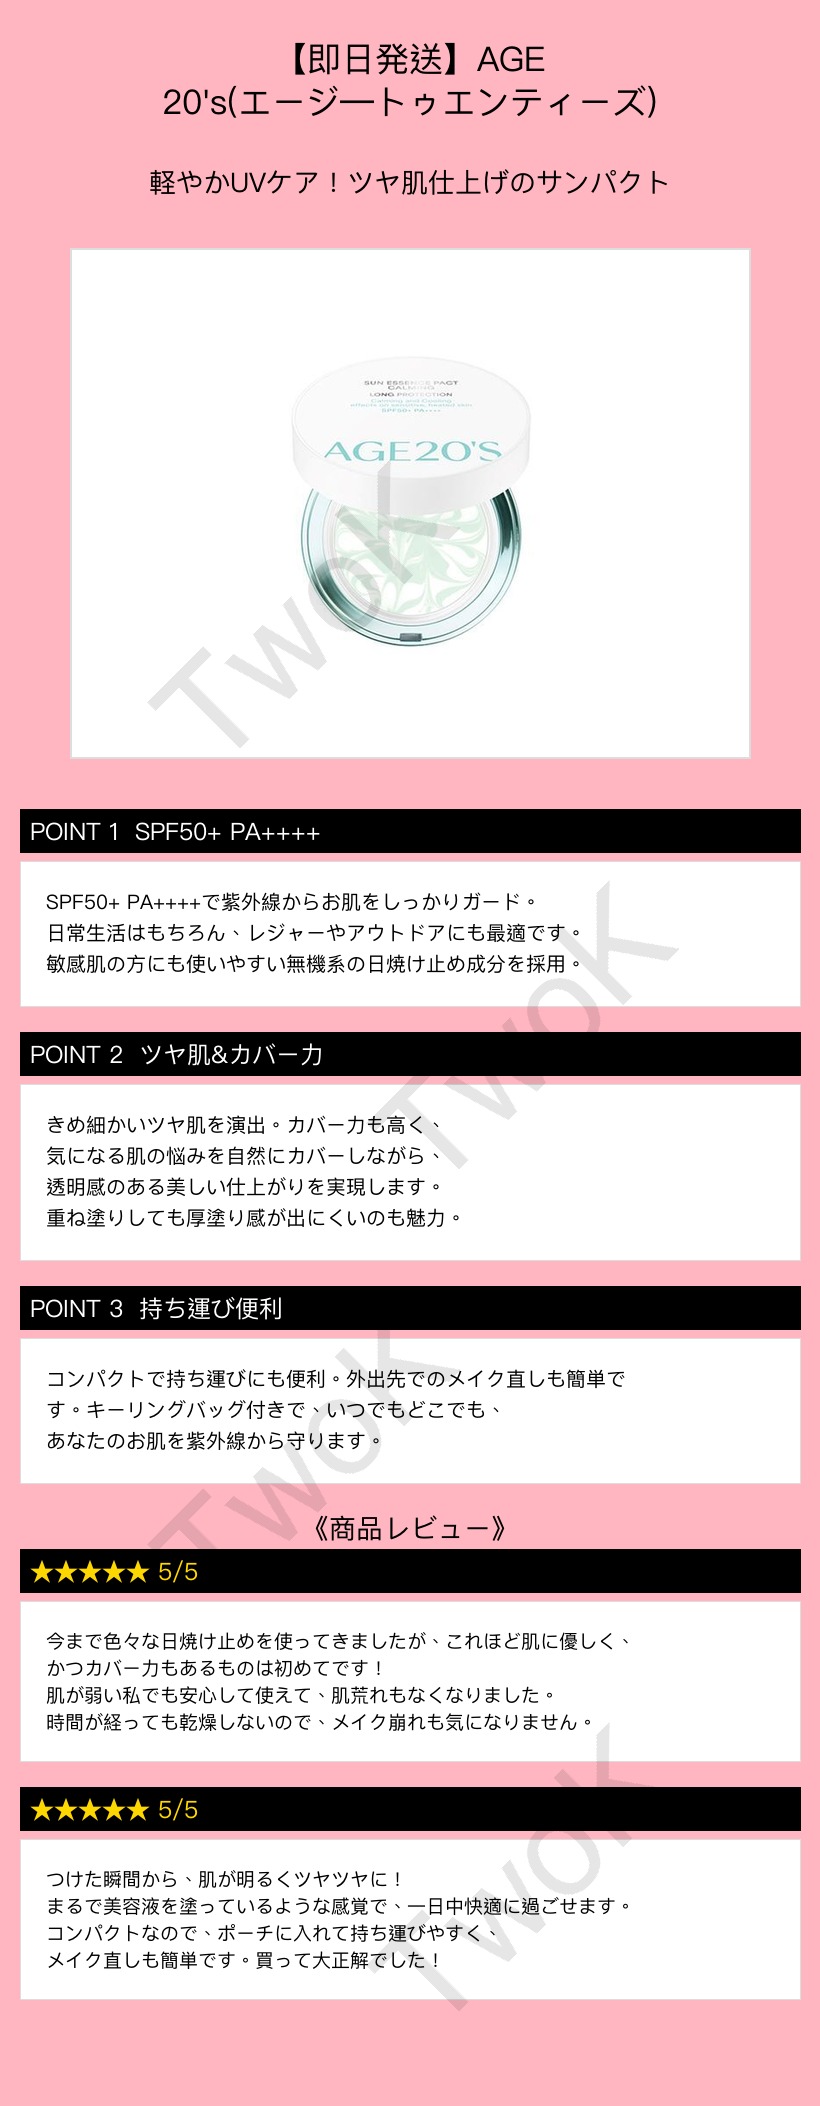 【即日発送】AGE
20's(エージートゥエンティーズ)
軽やかUVケア！ツヤ肌仕上げのサンパクト
SUN ESSENCE PACT
CALMING
LONG PROTECTION
Calming and Cooling
effects on sensitive, heated skin
SPF50+ PA++++
AGE20'S
TwoK
POINT 1 SPF50+ PA++++
SPF50+ PA++++で紫外線からお肌をしっかりガード。
日常生活はもちろん、レジャーやアウトドアにも最適です。
敏感肌の方にも使いやすい無機系の日焼け止め成分を採用。
TwoK
POINT 2 ツヤ肌&カバー力
きめ細かいツヤ肌を演出。カバー力も高く、
気になる肌の悩みを自然にカバーしながら、
透明感のある美しい仕上がりを実現します。
重ね塗りしても厚塗り感が出にくいのも魅力。
POINT 3 持ち運び便利
コンパクトで持ち運びにも便利。外出先でのメイク直しも簡単で
す。キーリングバッグ付きで、いつでもどこでも、
あなたのお肌を紫外線から守ります。
TwoK
《商品レビュー》
★★★★★ 5/5
今まで色々な日焼け止めを使ってきましたが、これほど肌に優しく、
かつカバー力もあるものは初めてです！
肌が弱い私でも安心して使えて、肌荒れもなくなりました。
時間が経っても乾燥しないので、メイク崩れも気になりません。
★★★★★ 5/5
つけた瞬間から、肌が明るくツヤツヤに！
まるで美容液を塗っているような感覚で、一日中快適に過ごせます。
コンパクトなので、ポーチに入れて持ち運びやすく、
メイク直しも簡単です。買って大正解でした！
TwoK